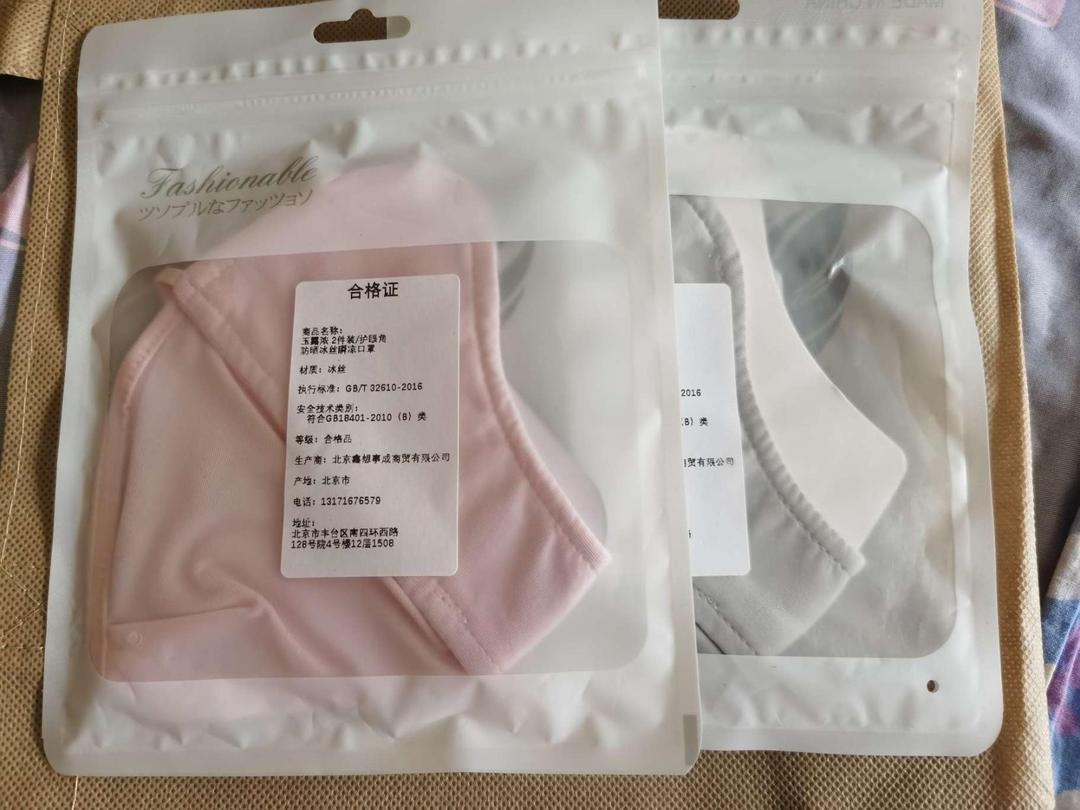 Fashionable
ツソプルなファッツョソ
合格证
商品名称:
玉露浓 2件装/护眼角
防晒冰丝瞬凉口罩
材质: 冰丝
执行标准: GB/T 32610-2016
安全技术类别:
符合GB18401-2010 (B) 类
等级: 合格品
生产商: 北京鑫想事成商贸有限公司
产地: 北京市
电话: 13171676579
地址:
北京市丰台区南四环西路
128号院4号楼12层1508
MADE IN CHINA
2016
(B) 类
有限公司